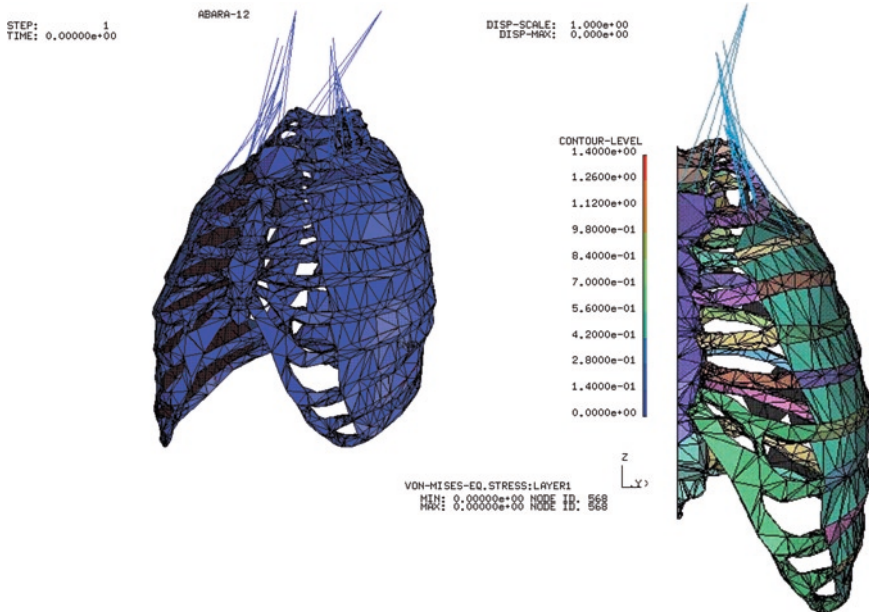 ABARA-12
STEP: 1
TIME: 0.00000e+00
DISP-SCALE: 1.000e+00
DISP-MAX: 0.000e+00
CONTOUR-LEVEL
1.4000e+00
1.2600e+00
1.1200e+00
9.8000e-01
8.4000e-01
7.0000e-01
5.6000e-01
4.2000e-01
2.8000e-01
1.4000e-01
0.0000e+00
Z
Y
VON-MISES-EQ.STRESS:LAYER1
MIN: 0.00000e+00 NODE ID. 568
MAX: 0.00000e+00 NODE ID. 568